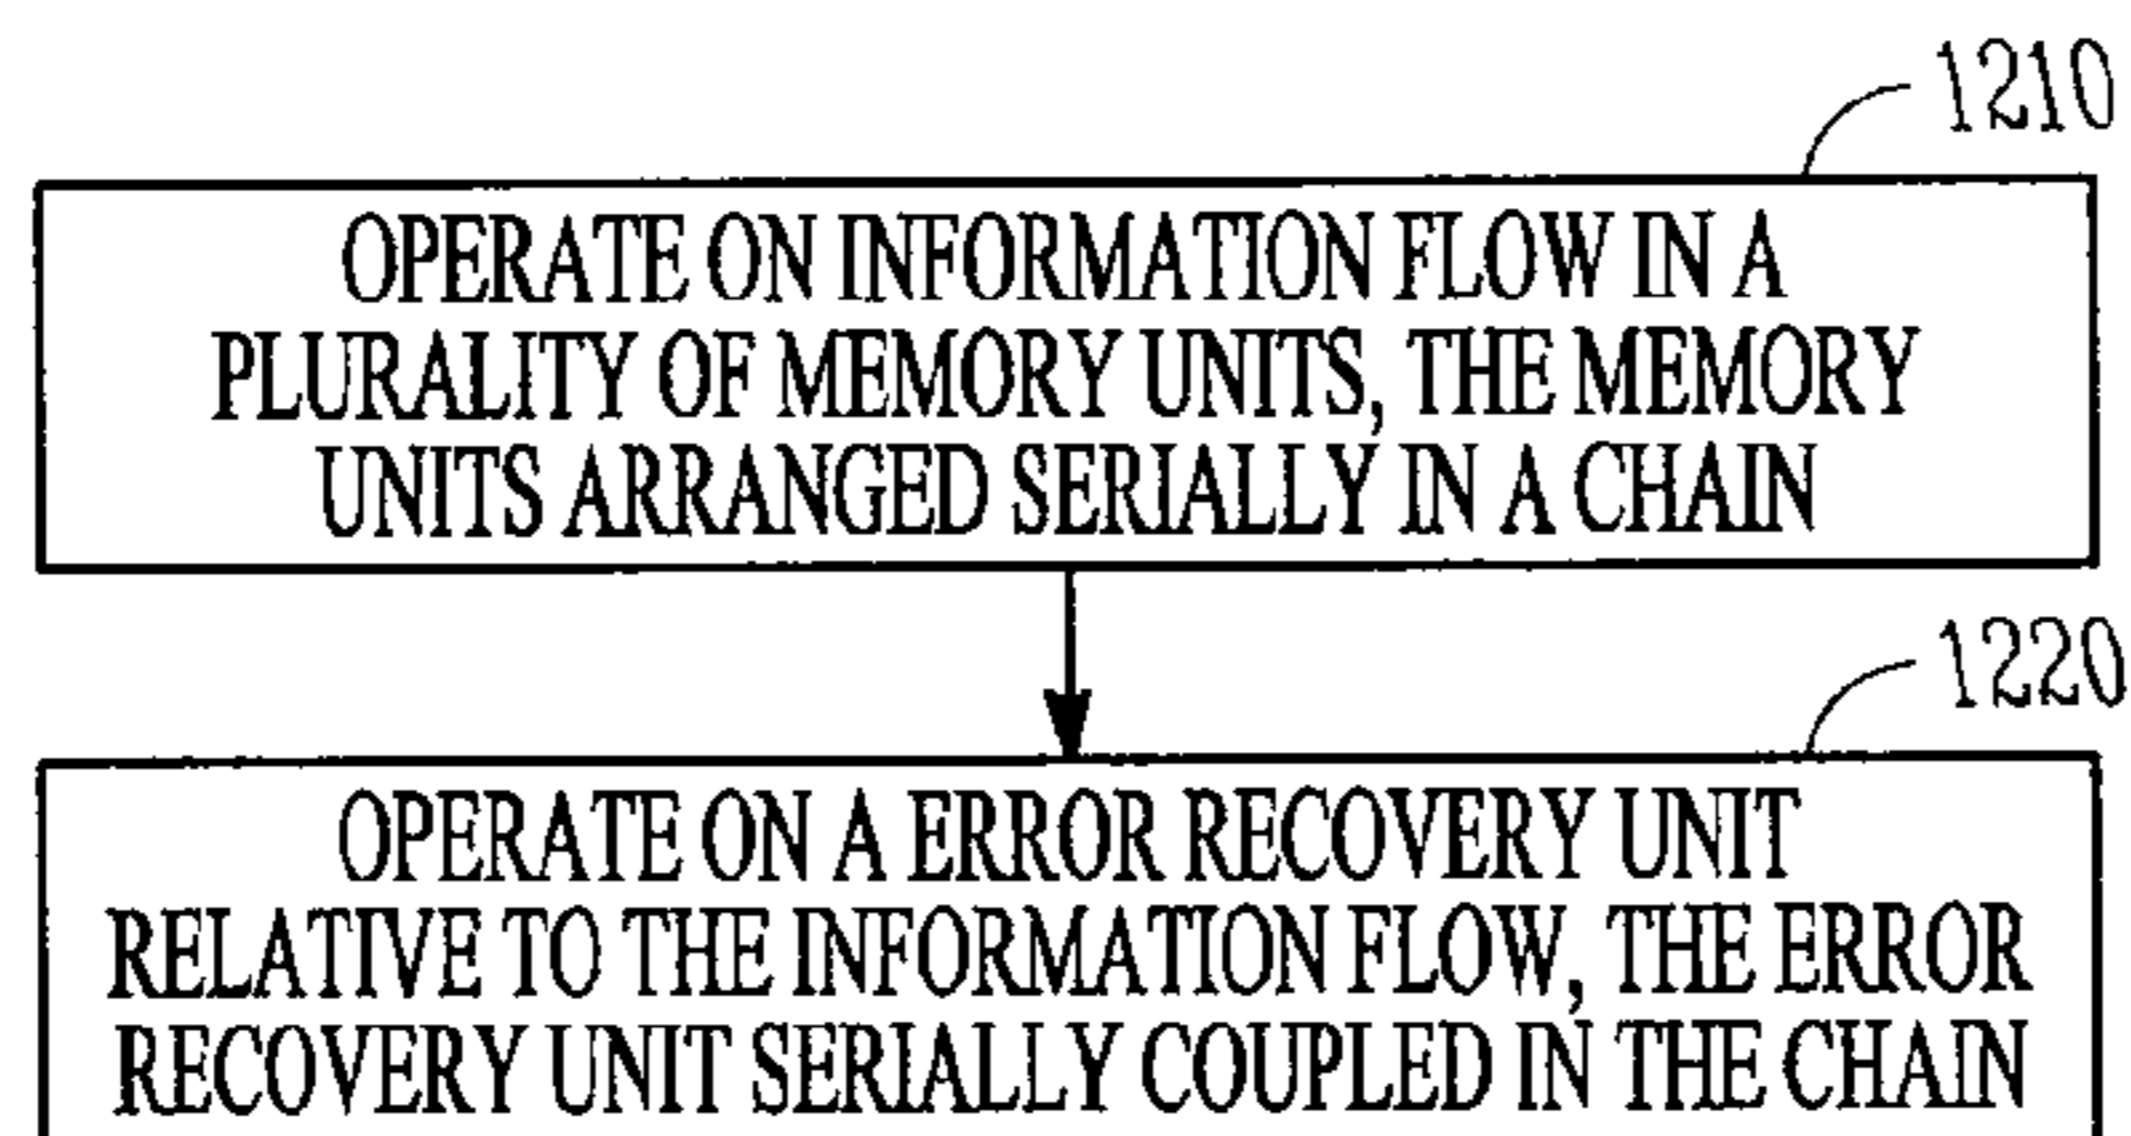 1210
OPERATE ON INFORMATION FLOW IN A
PLURALITY OF MEMORY UNITS, THE MEMORY
UNITS ARRANGED SERIALLY IN A CHAIN
1220
OPERATE ON A ERROR RECOVERY UNIT
RELATIVE TO THE INFORMATION FLOW, THE ERROR
RECOVERY UNIT SERIALLY COUPLED IN THE CHAIN